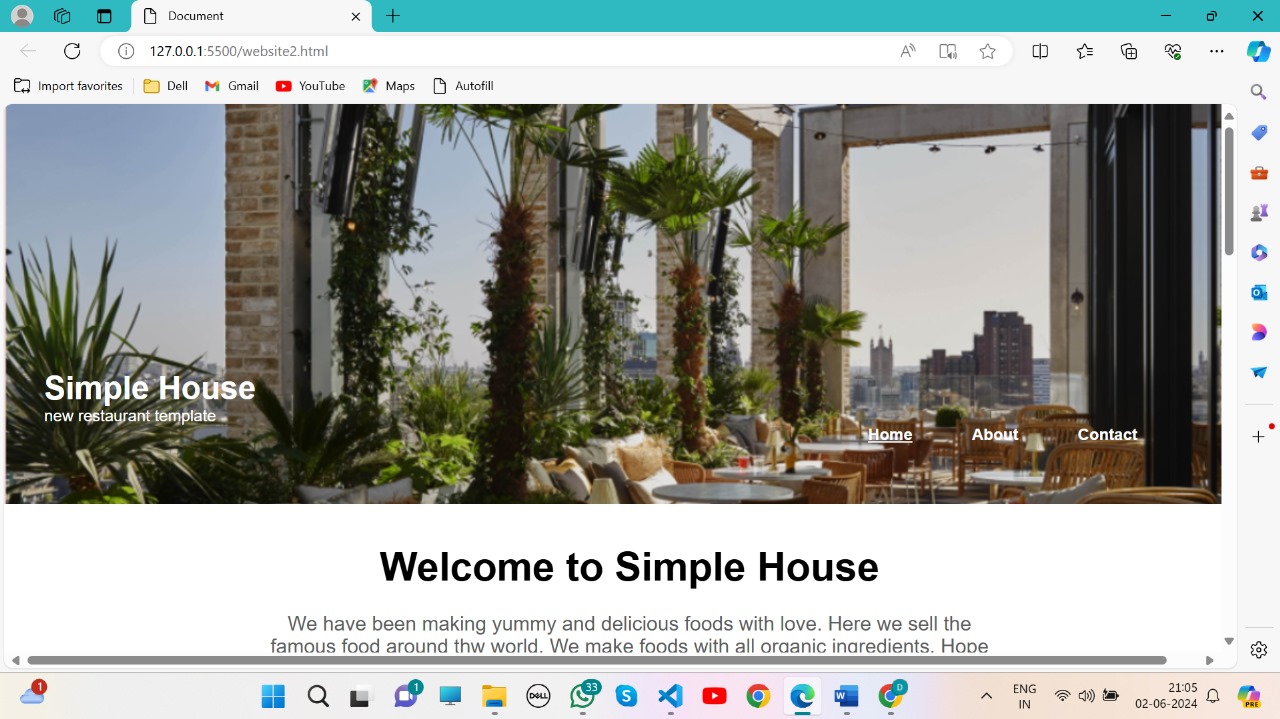 Document
127.0.0.1:5500/website2.html
Import favorites
Dell
Gmail
YouTube
Maps
Autofill
Simple House
new restaurant template
Home
About
Contact
Welcome to Simple House
We have been making yummy and delicious foods with love. Here we sell the
famous food around thw world. We make foods with all organic ingredients. Hope
1
1
DELL
33
D
ENG
IN
21:05
02-06-2024
PRE